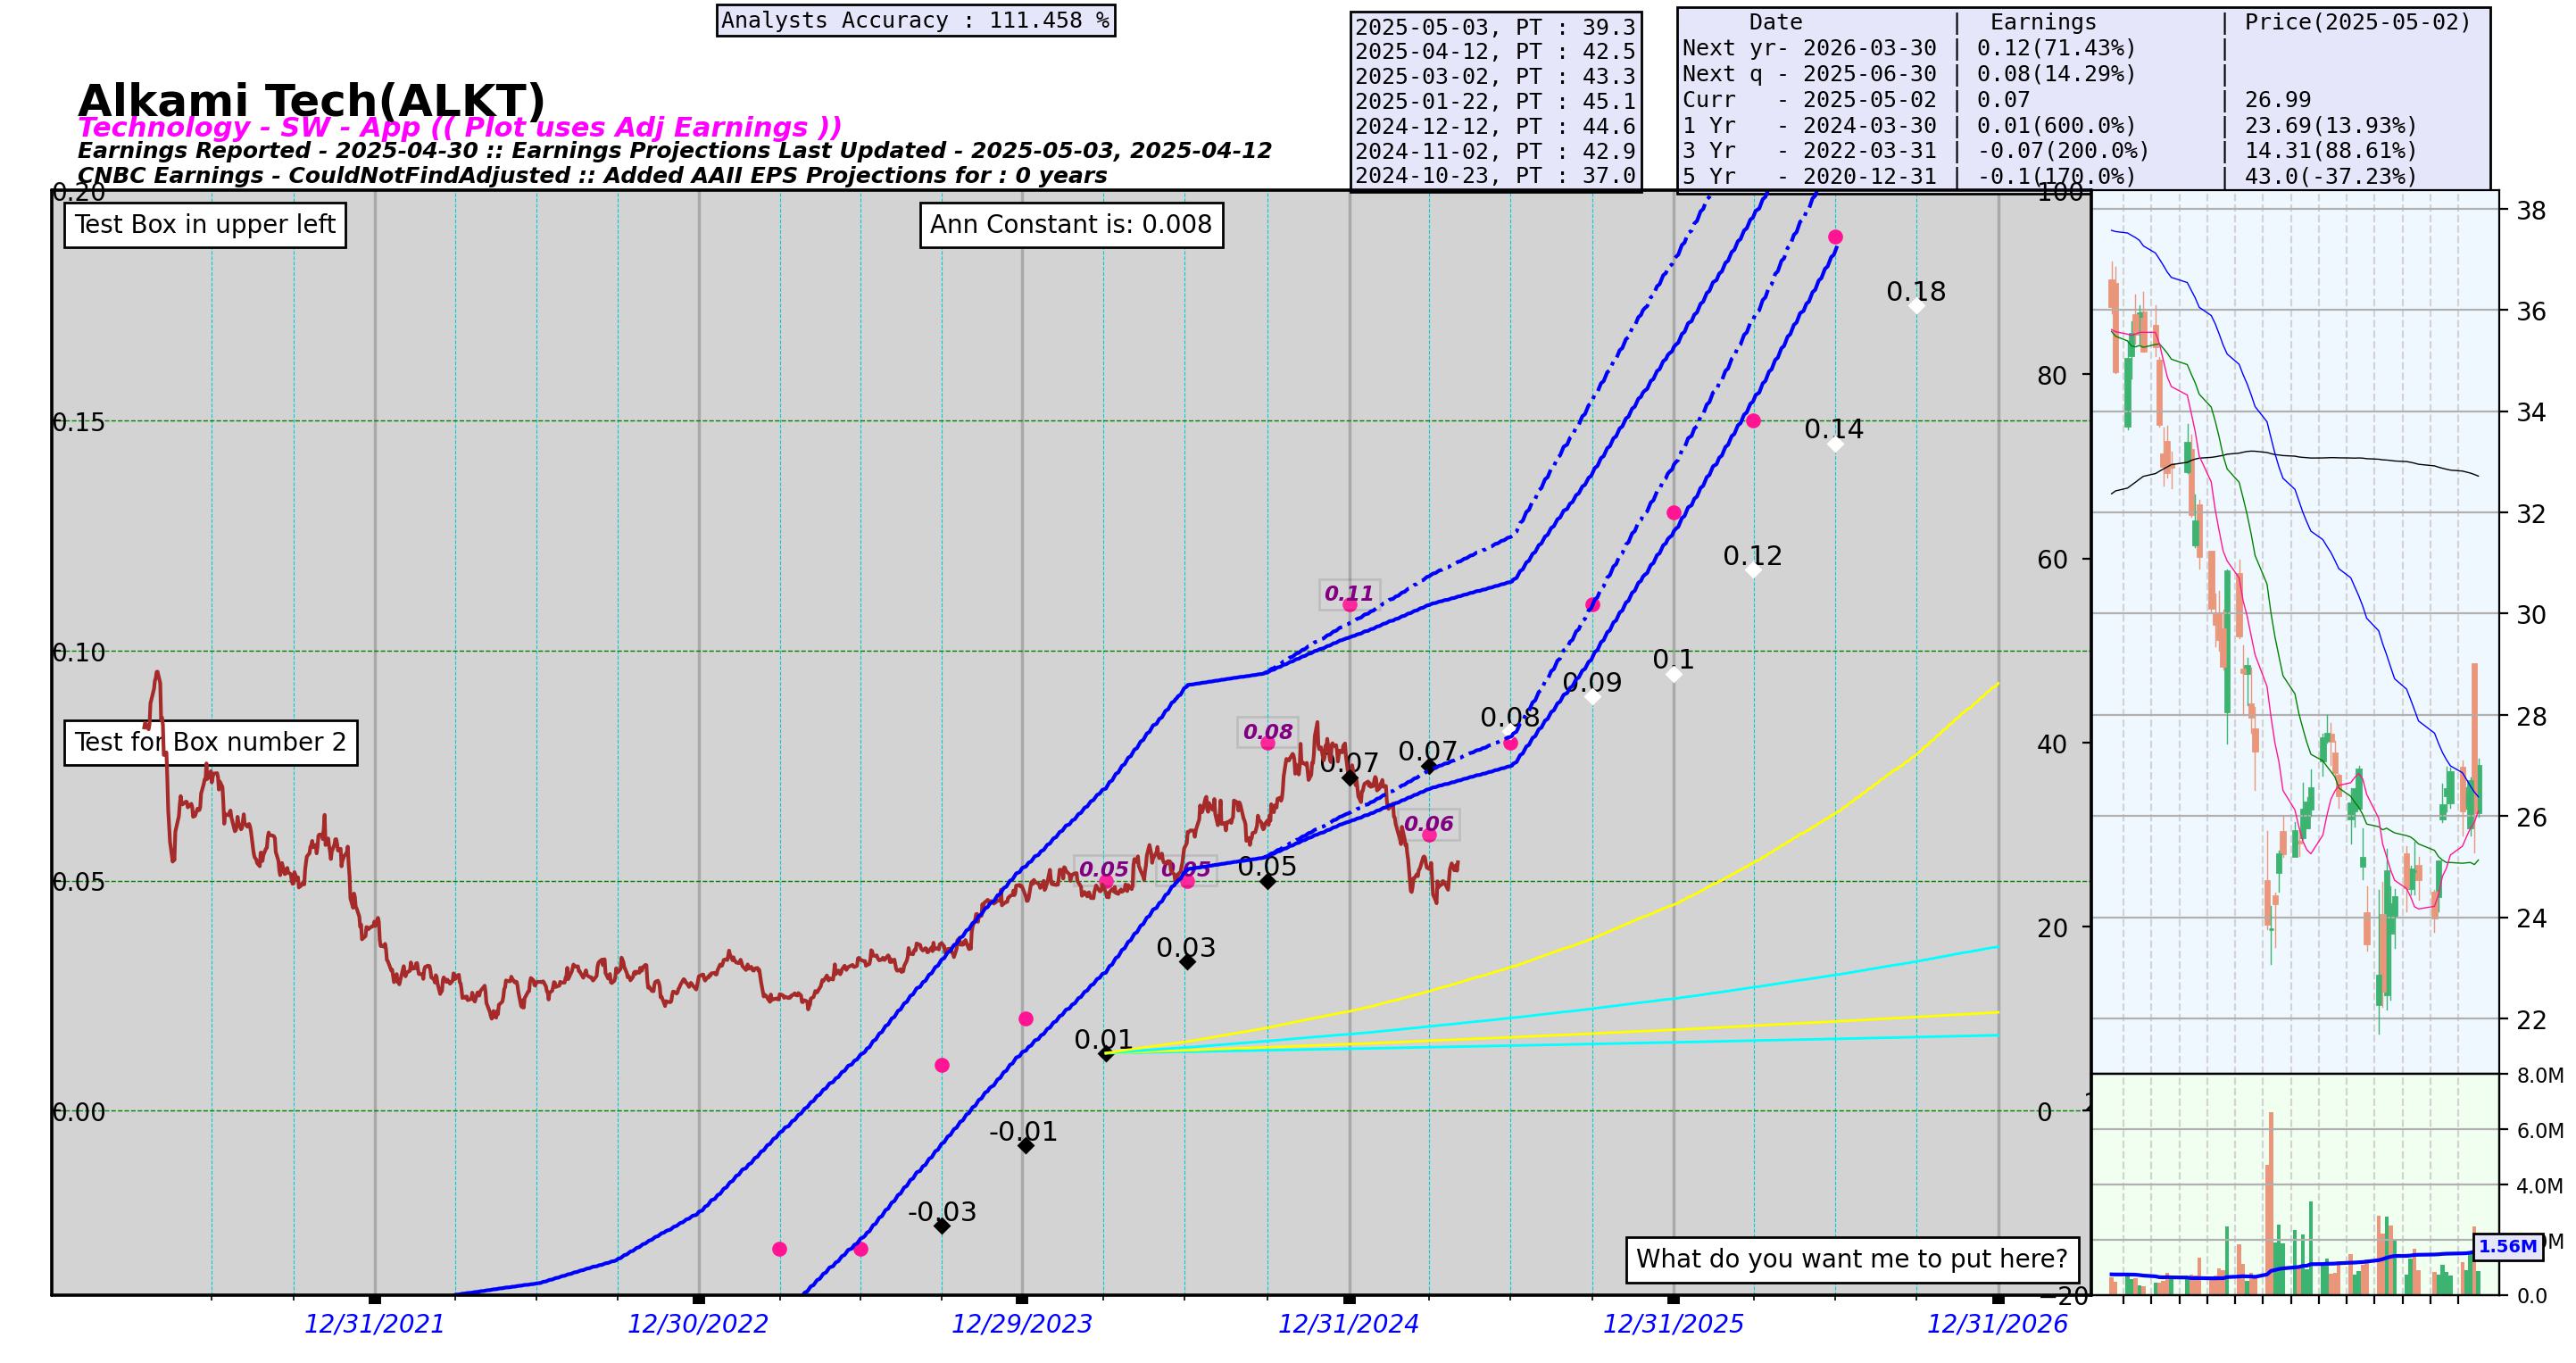 Analysts Accuracy : 111.458 %
2025-05-03, PT : 39.3
2025-04-12, PT : 42.5
2025-03-02, PT : 43.3
2025-01-22, PT : 45.1
2024-12-12, PT : 44.6
2024-11-02, PT : 42.9
2024-10-23, PT : 37.0
Date | Earnings | Price(2025-05-02)
Next yr- 2026-03-30 | 0.12(71.43%) |
Next q - 2025-06-30 | 0.08(14.29%) |
Curr - 2025-05-02 | 0.07 | 26.99
1 Yr - 2024-03-30 | 0.01(600.0%) | 23.69(13.93%)
3 Yr - 2022-03-31 | -0.07(200.0%) | 14.31(88.61%)
5 Yr - 2020-12-31 | -0.1(170.0%) | 43.0(-37.23%)
Alkami Tech(ALKT)
Technology - SW - App (( Plot uses Adj Earnings ))
Earnings Reported - 2025-04-30 :: Earnings Projections Last Updated - 2025-05-03, 2025-04-12
CNBC Earnings - CouldNotFindAdjusted :: Added AAII EPS Projections for : 0 years
Test Box in upper left
Ann Constant is: 0.008
Test for Box number 2
What do you want me to put here?
0.20
0.15
0.10
0.05
0.00
-0.03
-0.01
0.01
0.03
0.05
0.07
0.07
0.08
0.09
0.1
0.12
0.14
0.18
0.05
0.05
0.08
0.11
0.06
100
80
60
40
20
0
−20
38
36
34
32
30
28
26
24
22
8.0M
6.0M
4.0M
1.56M
0.0
12/31/2021
12/30/2022
12/29/2023
12/31/2024
12/31/2025
12/31/2026